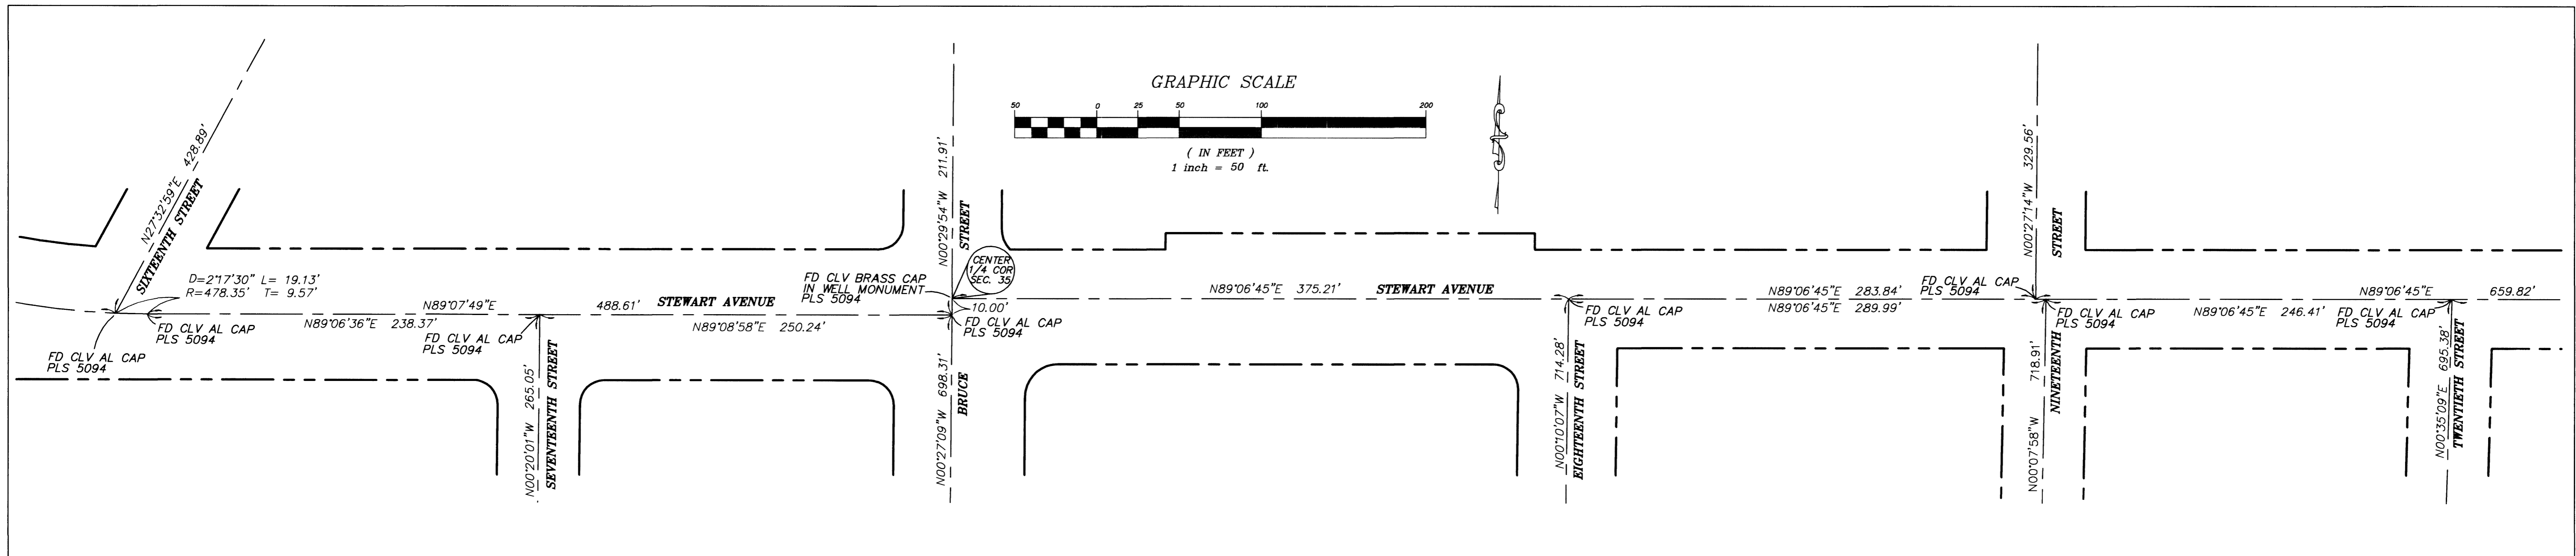 GRAPHIC SCALE
50 0 25 50 100 200
( IN FEET )
1 inch = 50 ft.
N27°32'59"E 428.89'
SIXTEENTH STREET
D=2°17'30" L= 19.13'
R=478.35' T= 9.57'
FD CLV AL CAP
PLS 5094
FD CLV AL CAP
PLS 5094
N89°07'49"E 488.61'
STEWART AVENUE
N89°06'36"E 238.37'
FD CLV AL CAP
PLS 5094
N89°08'58"E 250.24'
N00°20'01"W 265.05'
SEVENTEENTH STREET
FD CLV BRASS CAP
IN WELL MONUMENT
PLS 5094
N00°29'54"W 211.91'
STREET
CENTER
1/4 COR
SEC. 35
10.00'
FD CLV AL CAP
PLS 5094
N00°27'09"W 698.31'
BRUCE
N89°06'45"E 375.21'
STEWART AVENUE
FD CLV AL CAP
PLS 5094
N00°10'07"W 714.28'
EIGHTEENTH STREET
N89°06'45"E 283.84'
N89°06'45"E 289.99'
FD CLV AL CAP
PLS 5094
N00°27'14"W 329.56'
STREET
FD CLV AL CAP
PLS 5094
N00°07'58"W 718.91'
NINETEENTH
N89°06'45"E 246.41'
N89°06'45"E 659.82'
FD CLV AL CAP
PLS 5094
N00°35'09"E 695.38'
TWENTIETH STREET